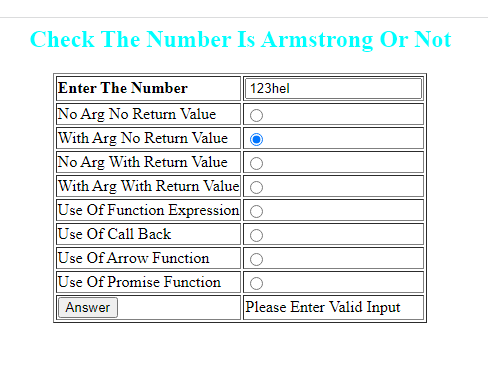 Check The Number Is Armstrong Or Not
Enter The Number 123hel
No Arg No Return Value
With Arg No Return Value
No Arg With Return Value
With Arg With Return Value
Use Of Function Expression
Use Of Call Back
Use Of Arrow Function
Use Of Promise Function
Answer Please Enter Valid Input